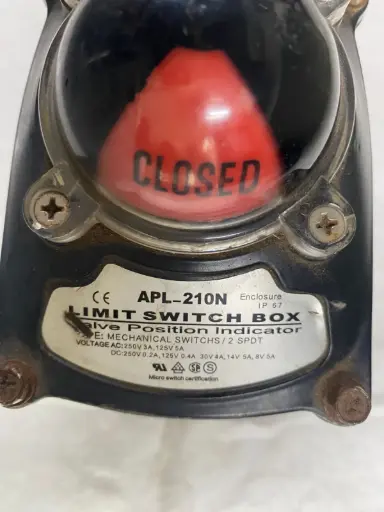 CLOSED
CE APL-210N Enclosure
IP 67
LIMIT SWITCH BOX
Valve Position Indicator
TYPE: MECHANICAL SWITCHS/2 SPDT
VOLTAGE AC:250V 3A,125V 5A
DC:250V 0.2A, 125V 0.4A 30V 4A,14V 5A, 8V 5A
Micro switch certification